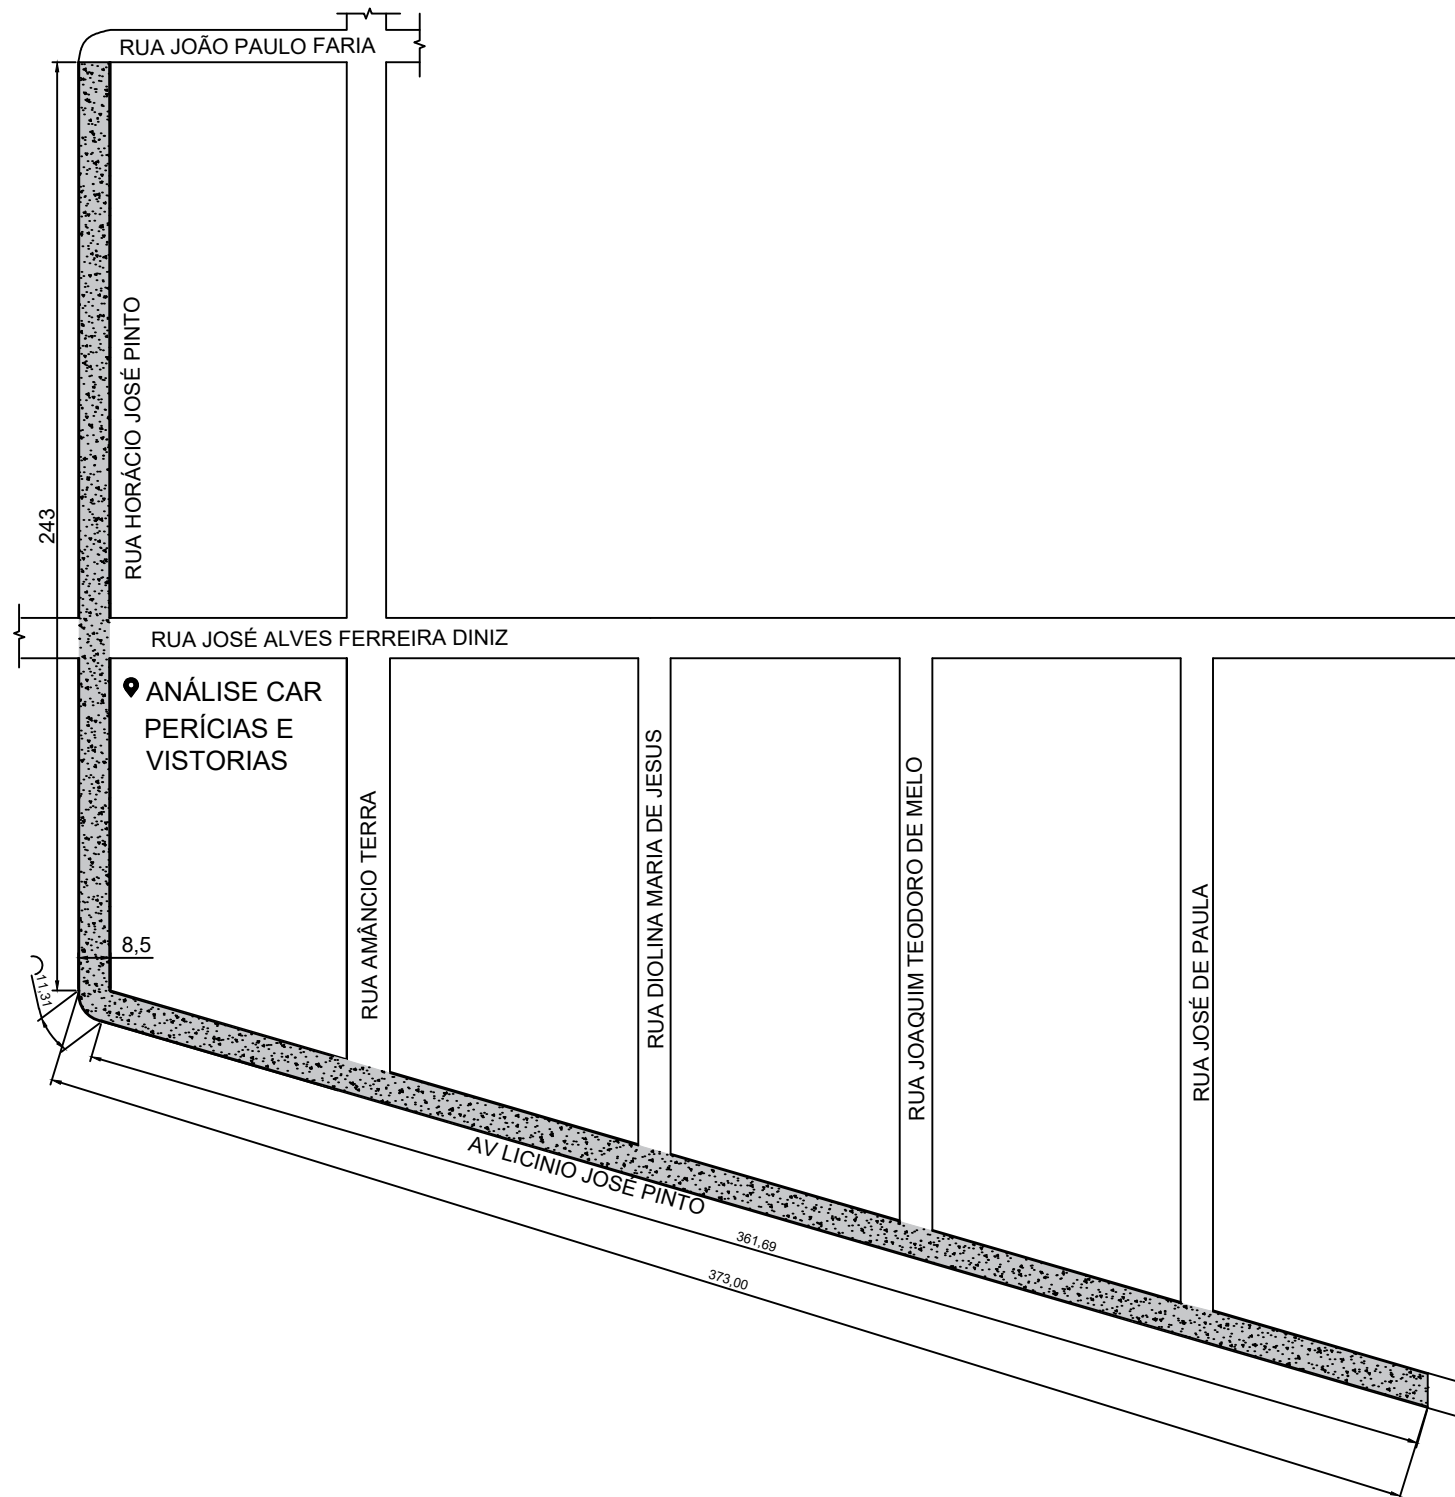 RUA JOÃO PAULO FARIA
RUA HORÁCIO JOSÉ PINTO
243
RUA JOSÉ ALVES FERREIRA DINIZ
ANÁLISE CAR
PERÍCIAS E
VISTORIAS
RUA AMÂNCIO TERRA
RUA DIOLINA MARIA DE JESUS
RUA JOAQUIM TEODORO DE MELO
RUA JOSÉ DE PAULA
8,5
11,31
AV LICINIO JOSÉ PINTO
361,69
373,00